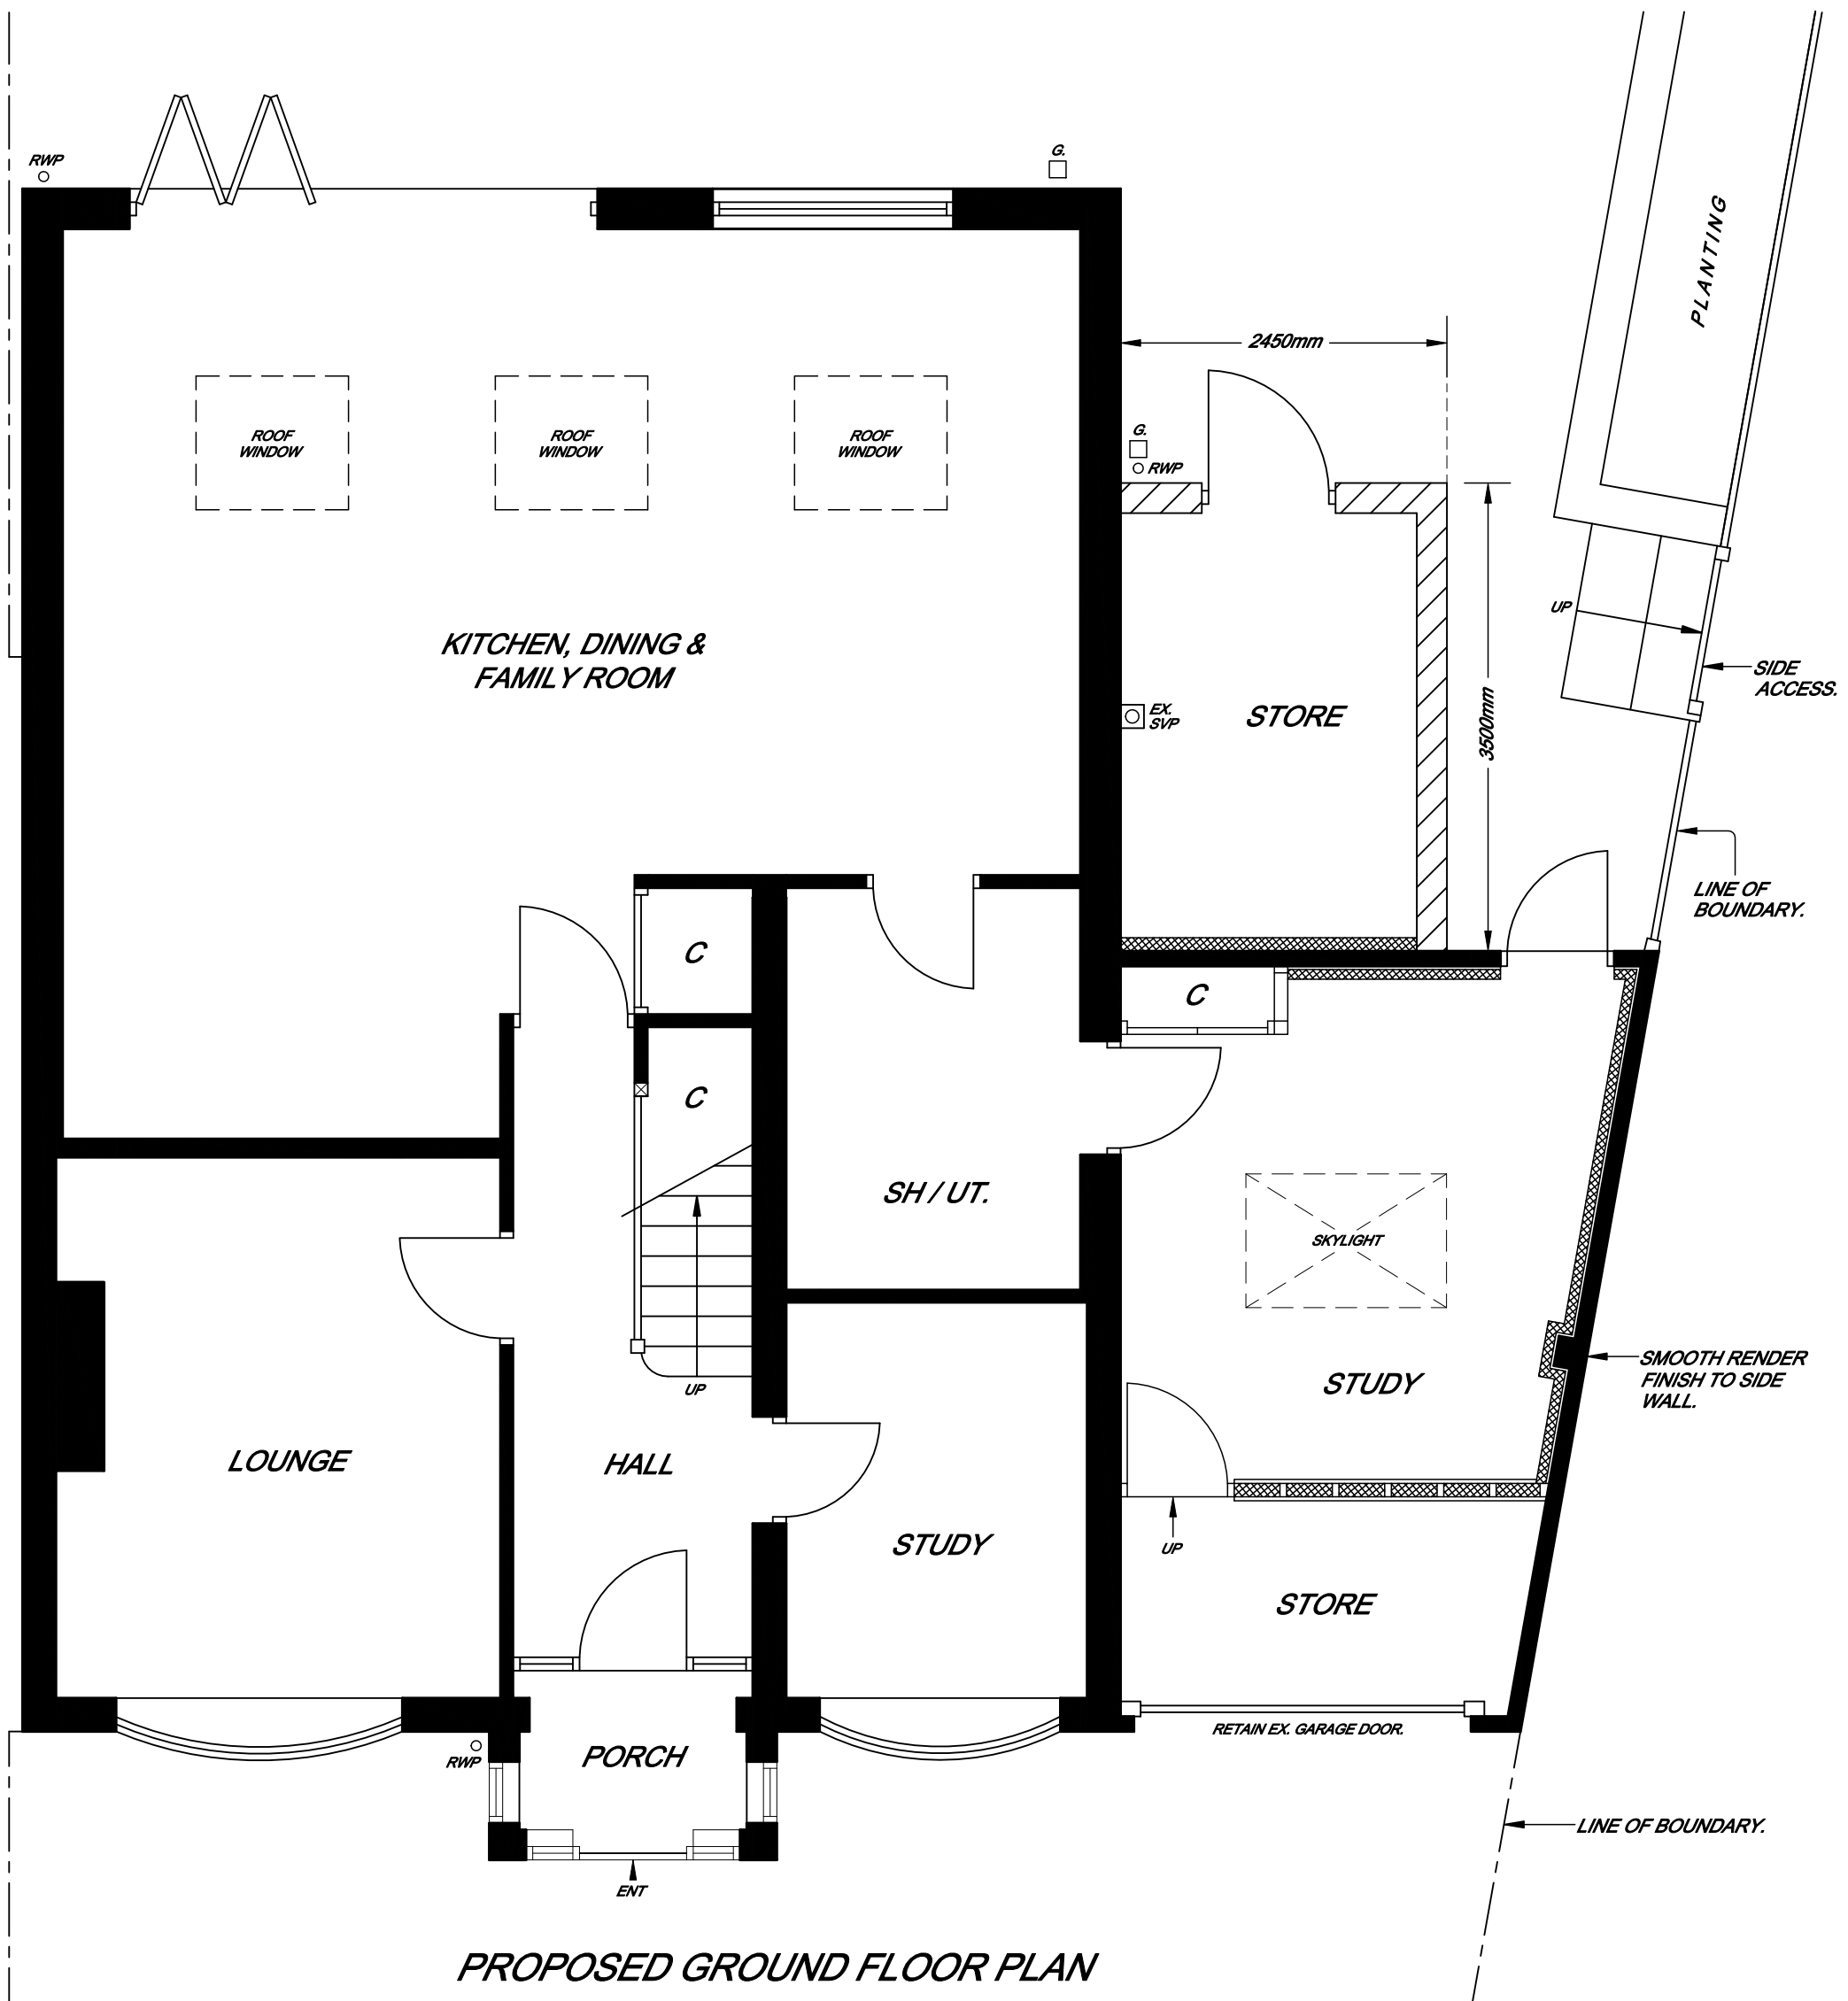 RWP
G.
PLANTING
2450mm
ROOF
WINDOW
ROOF
WINDOW
ROOF
WINDOW
G.
RWP
UP
KITCHEN, DINING &
FAMILY ROOM
SIDE
ACCESS.
EX.
SVP
STORE
3500mm
LINE OF
BOUNDARY.
C
C
C
SH / UT.
SKYLIGHT
SMOOTH RENDER
FINISH TO SIDE
WALL.
STUDY
UP
LOUNGE
HALL
STUDY
UP
STORE
RETAIN EX. GARAGE DOOR.
RWP
PORCH
LINE OF BOUNDARY.
ENT
PROPOSED GROUND FLOOR PLAN